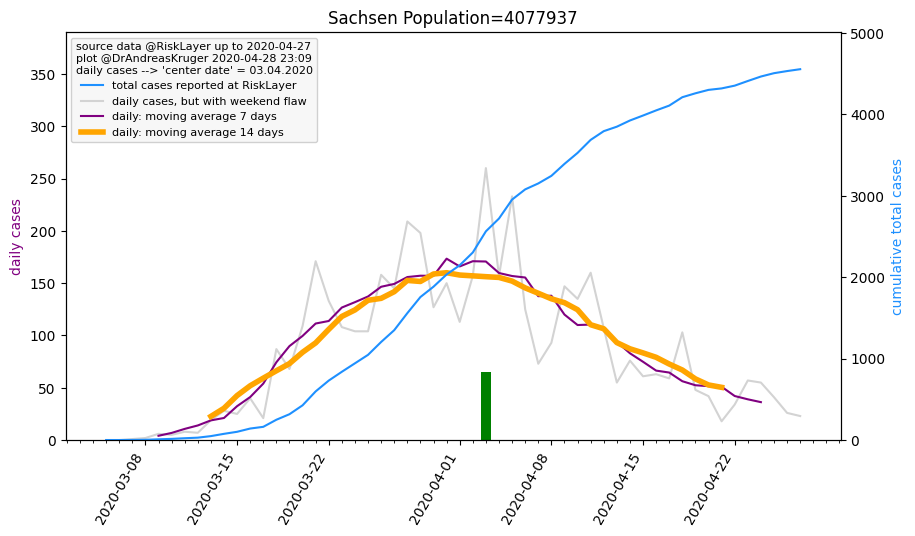 Sachsen Population=4077937
source data @RiskLayer up to 2020-04-27
plot @DrAndreasKruger 2020-04-28 23:09
daily cases --> 'center date' = 03.04.2020
total cases reported at RiskLayer
daily cases, but with weekend flaw
daily: moving average 7 days
daily: moving average 14 days
daily cases
350
300
250
200
150
100
50
0
5000
4000
3000
2000
1000
0
cumulative total cases
2020-03-08
2020-03-15
2020-03-22
2020-04-01
2020-04-08
2020-04-15
2020-04-22